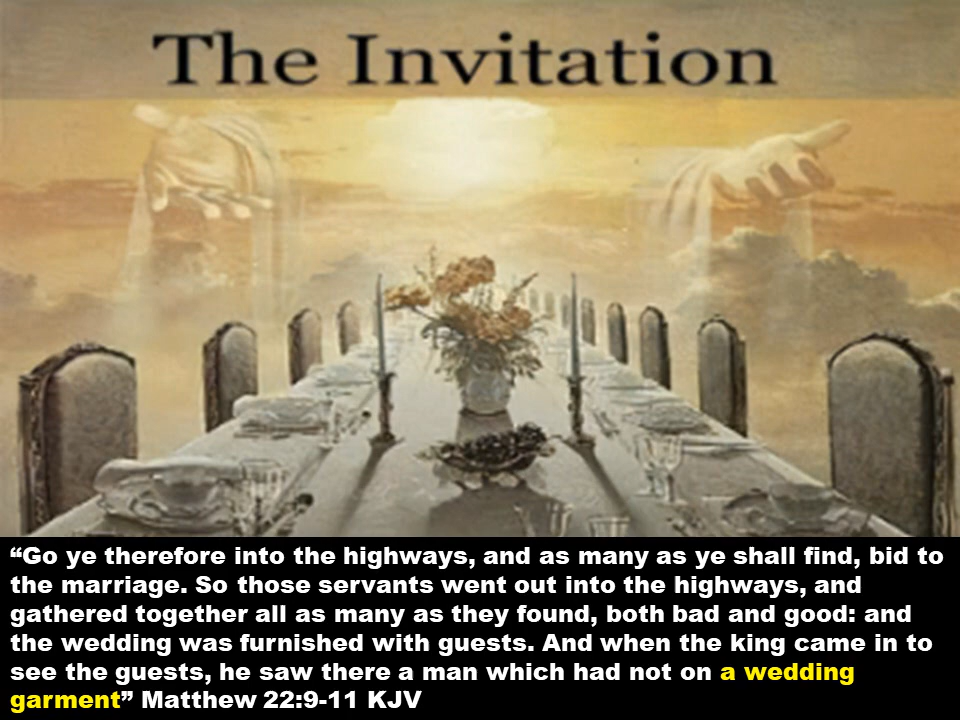 The Invitation
“Go ye therefore into the highways, and as many as ye shall find, bid to
the marriage. So those servants went out into the highways, and
gathered together all as many as they found, both bad and good: and
the wedding was furnished with guests. And when the king came in to
see the guests, he saw there a man which had not on a wedding
garment” Matthew 22:9-11 KJV